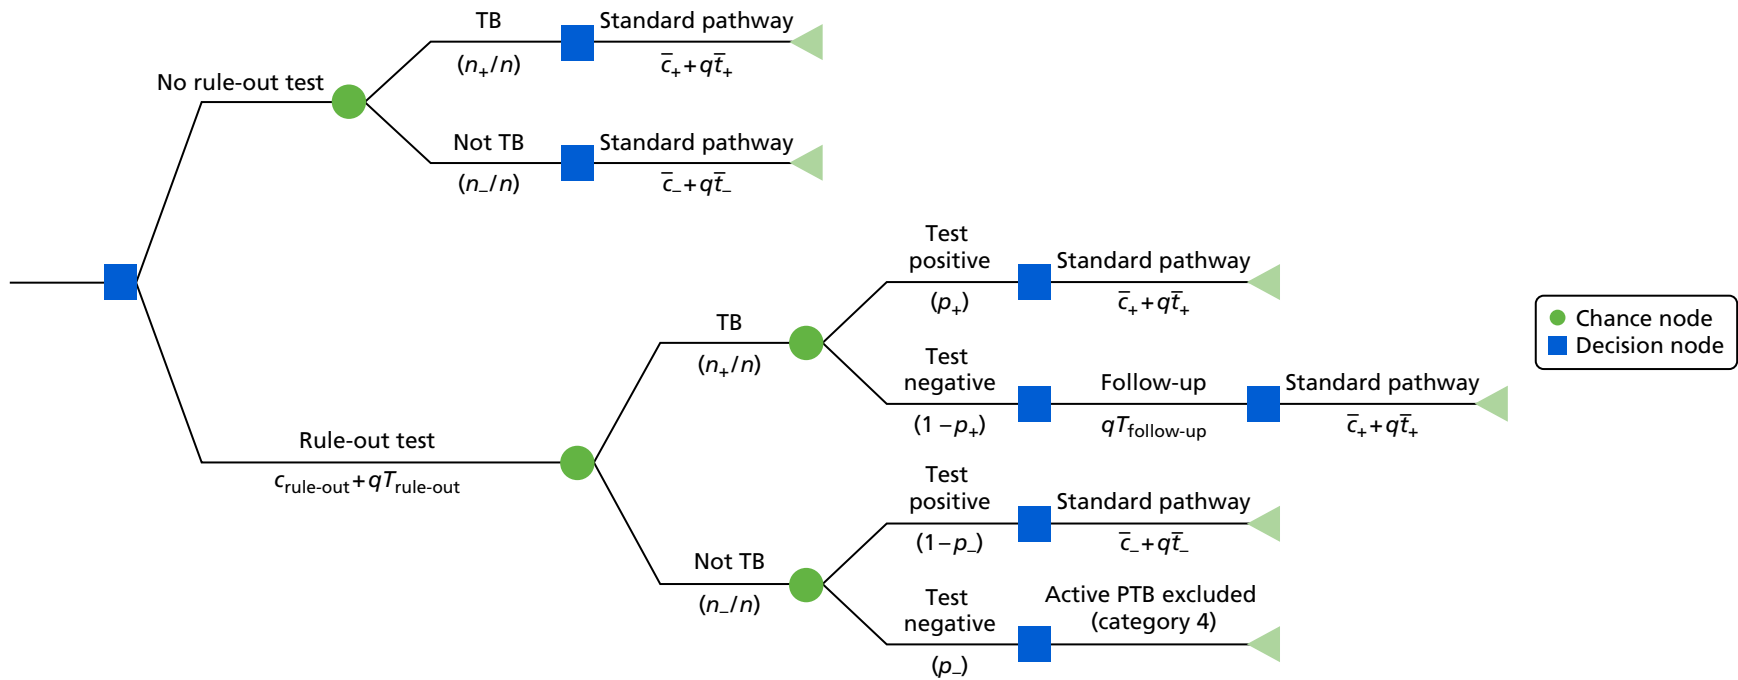 TB
Standard pathway
(n₊/n)
c̅₊+qt̅₊
No rule-out test
Not TB
Standard pathway
(n₋/n)
c̅₋+qt̅₋
Test
positive
Standard pathway
(p₊)
c̅₊+qt̅₊
TB
(n₊/n)
Test
negative
Follow-up
Standard pathway
(1−p₊)
qTfollow-up
c̅₊+qt̅₊
Rule-out test
crule-out+qTrule-out
Test
positive
Standard pathway
(1−p₋)
c̅₋+qt̅₋
Not TB
(n₋/n)
Test
negative
Active PTB excluded
(category 4)
(p₋)
Chance node
Decision node